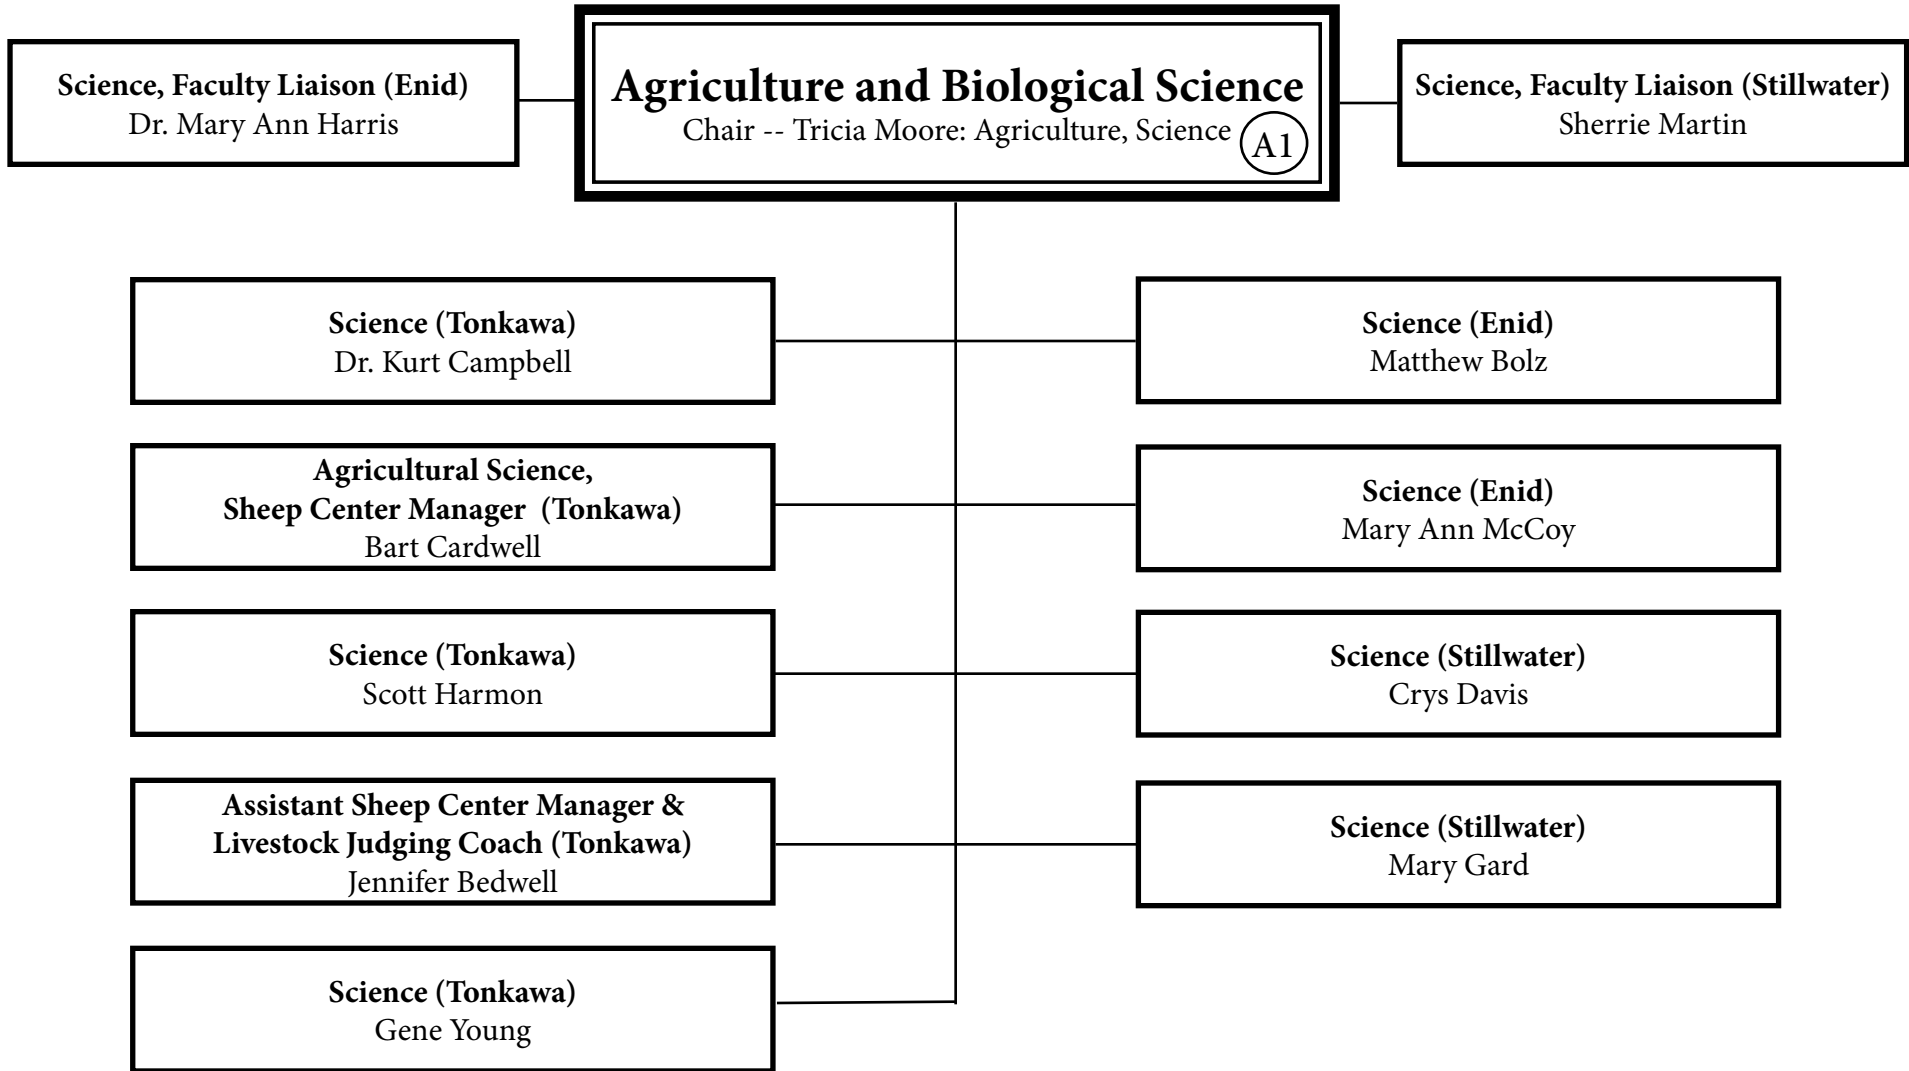 Science, Faculty Liaison (Enid)
Dr. Mary Ann Harris
Agriculture and Biological Science
Chair -- Tricia Moore: Agriculture, Science
A1
Science, Faculty Liaison (Stillwater)
Sherrie Martin
Science (Tonkawa)
Dr. Kurt Campbell
Science (Enid)
Matthew Bolz
Agricultural Science,
Sheep Center Manager  (Tonkawa)
Bart Cardwell
Science (Enid)
Mary Ann McCoy
Science (Tonkawa)
Scott Harmon
Science (Stillwater)
Crys Davis
Assistant Sheep Center Manager &
Livestock Judging Coach (Tonkawa)
Jennifer Bedwell
Science (Stillwater)
Mary Gard
Science (Tonkawa)
Gene Young